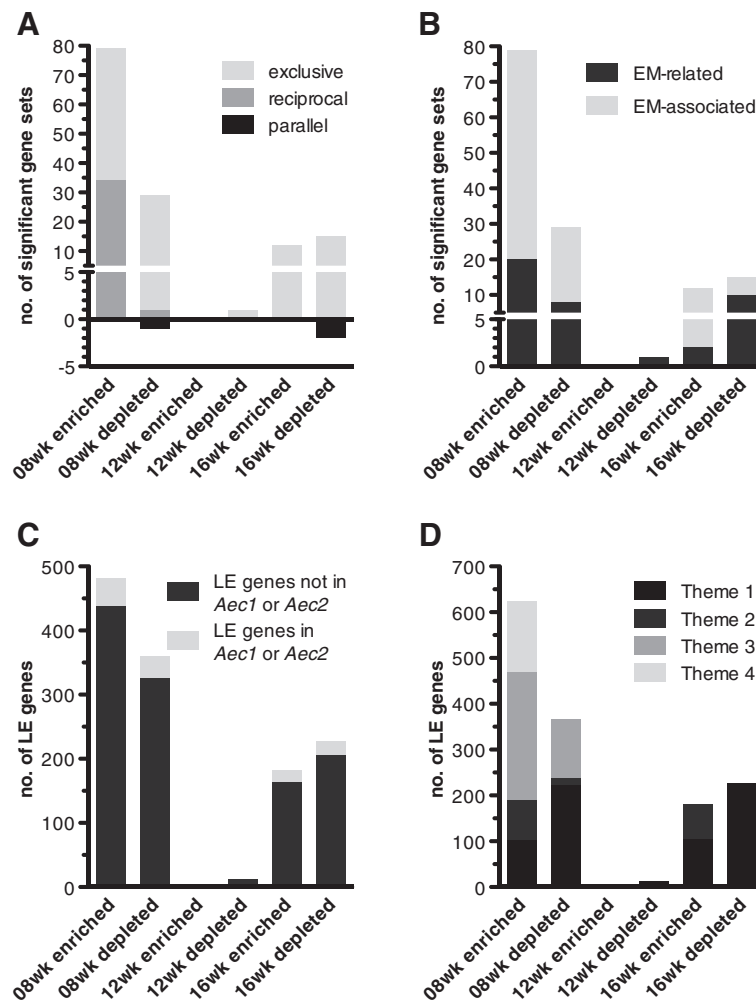 A
no. of significant gene sets
80
70
60
50
40
30
20
10
5
0
-5
exclusive
reciprocal
parallel
08wk enriched
08wk depleted
12wk enriched
12wk depleted
16wk enriched
16wk depleted
B
no. of significant gene sets
80
70
60
50
40
30
20
10
5
0
EM-related
EM-associated
08wk enriched
08wk depleted
12wk enriched
12wk depleted
16wk enriched
16wk depleted
C
no. of LE genes
500
400
300
200
100
0
LE genes not in
Aec1 or Aec2
LE genes in
Aec1 or Aec2
08wk enriched
08wk depleted
12wk enriched
12wk depleted
16wk enriched
16wk depleted
D
no. of LE genes
700
600
500
400
300
200
100
0
Theme 1
Theme 2
Theme 3
Theme 4
08wk enriched
08wk depleted
12wk enriched
12wk depleted
16wk enriched
16wk depleted